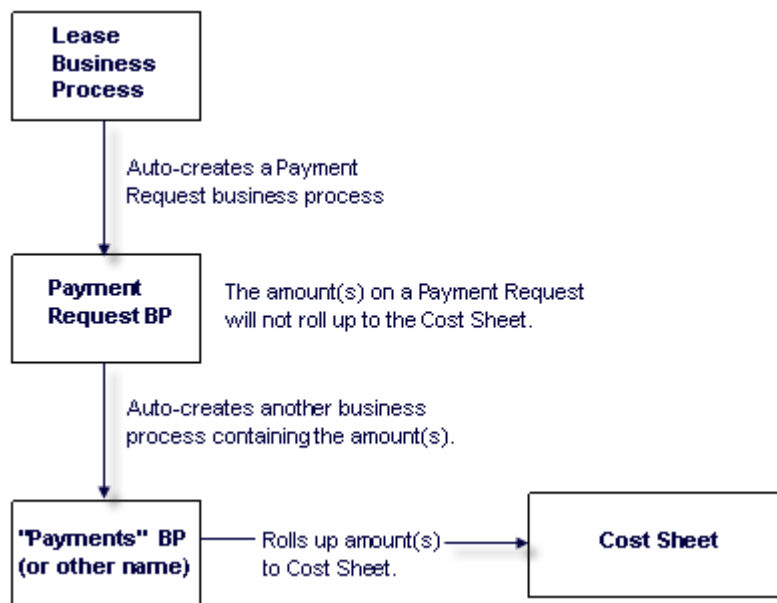 Lease
Business
Process
Auto-creates a Payment
Request business process
Payment
Request BP
The amount(s) on a Payment Request
will not roll up to the Cost Sheet.
Auto-creates another business
process containing the amount(s).
"Payments" BP
(or other name)
Rolls up amount(s)
to Cost Sheet.
Cost Sheet